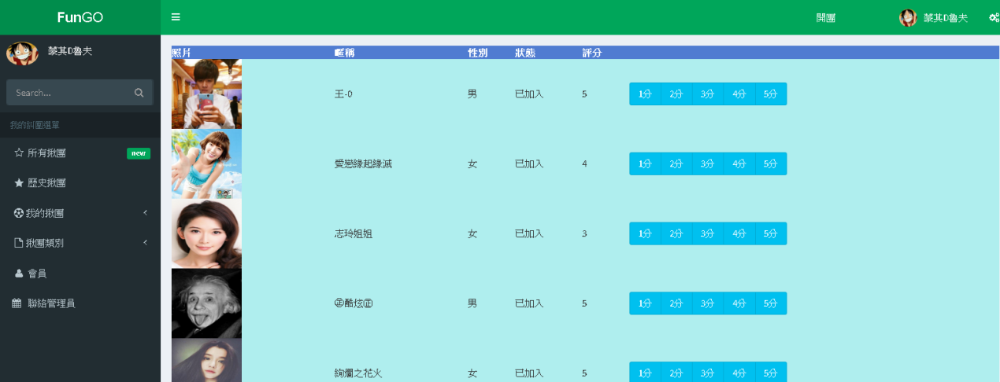 FunGO
開團
蒙其D魯夫
蒙其D魯夫
Search...
我的糾團選單
所有揪團 new
歷史揪團
我的揪團
揪團類別
會員
聯絡管理員
照片 暱稱 性別 狀態 評分
王-0 男 已加入 5 1分 2分 3分 4分 5分
愛戀緣起緣滅 女 已加入 4 1分 2分 3分 4分 5分
志玲姐姐 女 已加入 3 1分 2分 3分 4分 5分
㊣酷炫㊣ 男 已加入 5 1分 2分 3分 4分 5分
絢爛之花火 女 已加入 5 1分 2分 3分 4分 5分